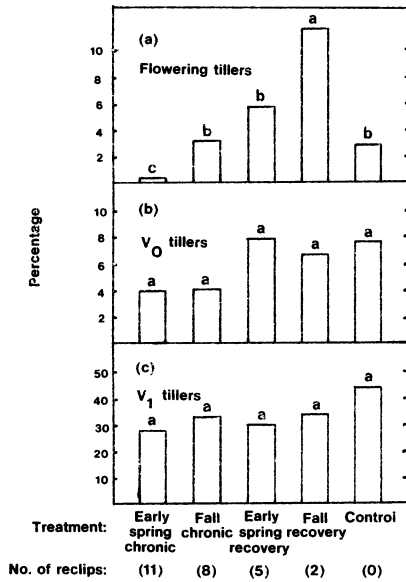 (a)
Flowering tillers
10
8
6
4
2
c b b a b
(b)
V0 tillers
10
8
6
4
2
a a a a a
(c)
V1 tillers
50
40
30
20
10
a a a a a
Percentage
Treatment: Early spring chronic Fall chronic Early spring recovery Fall recovery Control
No. of reclips: (11) (8) (5) (2) (0)